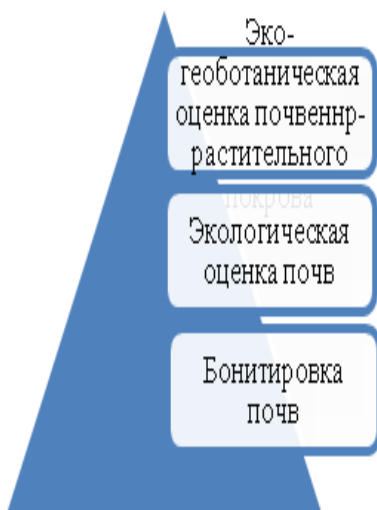 Эко-
геоботаническая
оценка почвеннр-
растительного
покрова
Экологическая
оценка почв
Бонитировка
почв